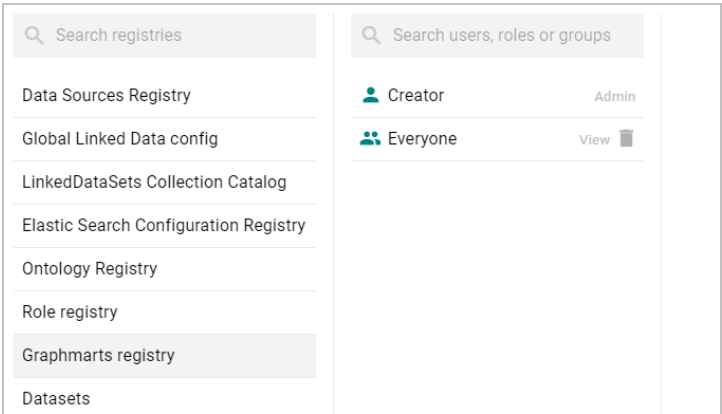 Search registries
Data Sources Registry
Global Linked Data config
LinkedDataSets Collection Catalog
Elastic Search Configuration Registry
Ontology Registry
Role registry
Graphmarts registry
Datasets
Search users, roles or groups
Creator Admin
Everyone View